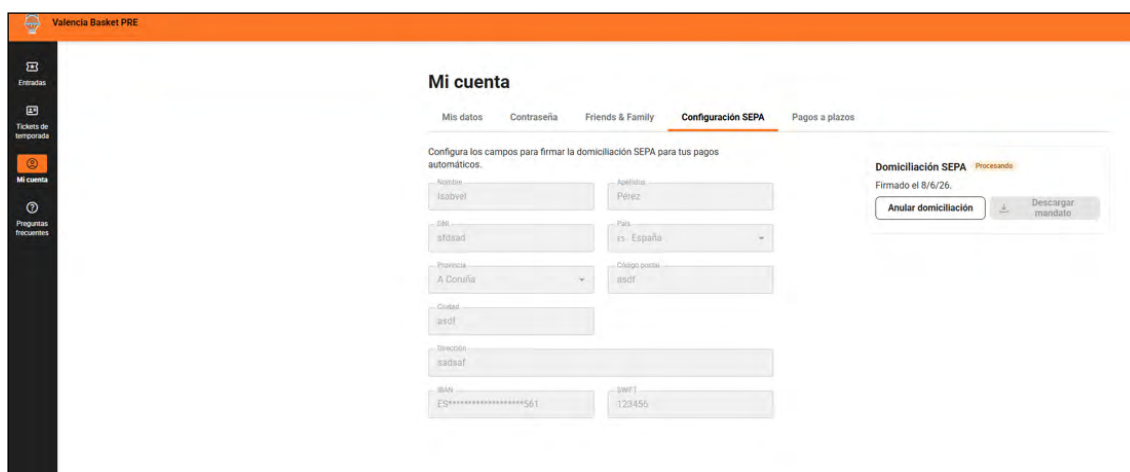 Valencia Basket PRE
Entradas
Tickets de
temporada
Mi cuenta
Preguntas
frecuentes
Mi cuenta
Mis datos Contraseña Friends & Family Configuración SEPA Pagos a plazos
Configura los campos para firmar la domiciliación SEPA para tus pagos
automáticos.
Nombre
Isabvel
Apellidos
Pérez
DNI
sfdsad
País
ES España
Provincia
A Coruña
Código postal
asdf
Ciudad
asdf
Dirección
sadsaf
IBAN
ES*******************561
SWIFT
123456
Domiciliación SEPA Procesando
Firmado el 8/6/26.
Anular domiciliación
Descargar
mandato